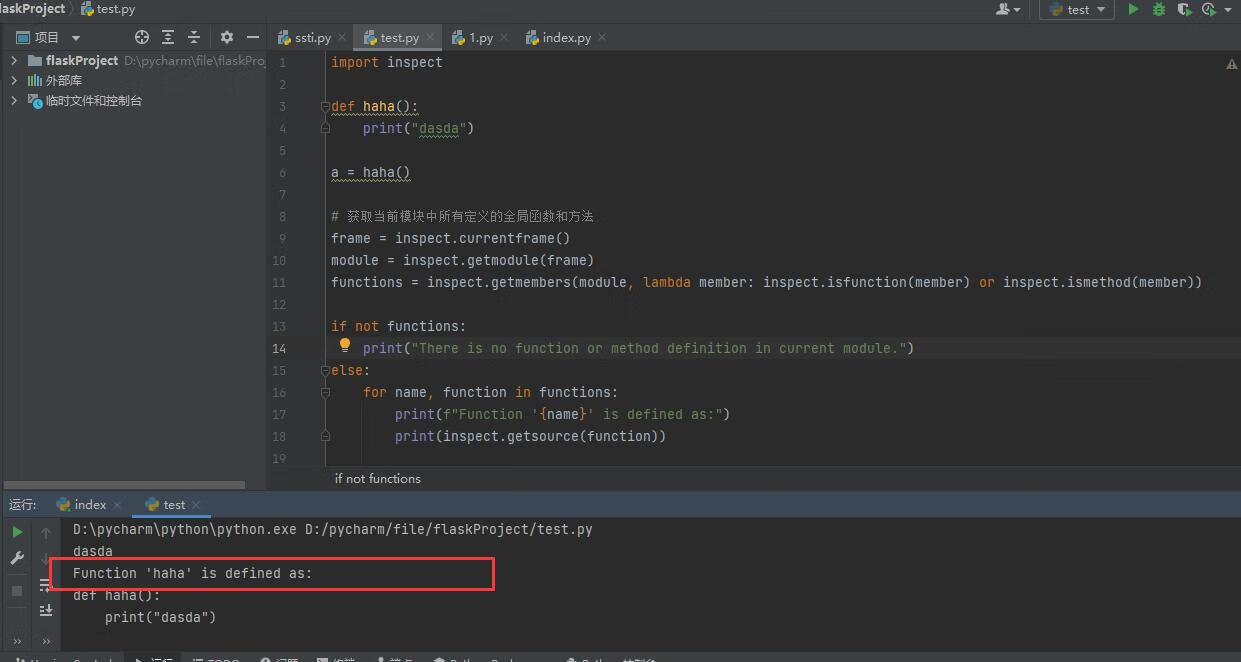 laskProject test.py
test
项目
ssti.py test.py 1.py index.py
flaskProject D:\pycharm\file\flaskPro
外部库
临时文件和控制台
1 import inspect
2
3 def haha():
4 print("dasda")
5
6 a = haha()
7
8 # 获取当前模块中所有定义的全局函数和方法
9 frame = inspect.currentframe()
10 module = inspect.getmodule(frame)
11 functions = inspect.getmembers(module, lambda member: inspect.isfunction(member) or inspect.ismethod(member))
12
13 if not functions:
14 print("There is no function or method definition in current module.")
15 else:
16 for name, function in functions:
17 print(f"Function '{name}' is defined as:")
18 print(inspect.getsource(function))
19
if not functions
运行: index test
D:\pycharm\python\python.exe D:/pycharm/file/flaskProject/test.py
dasda
Function 'haha' is defined as:
def haha():
print("dasda")